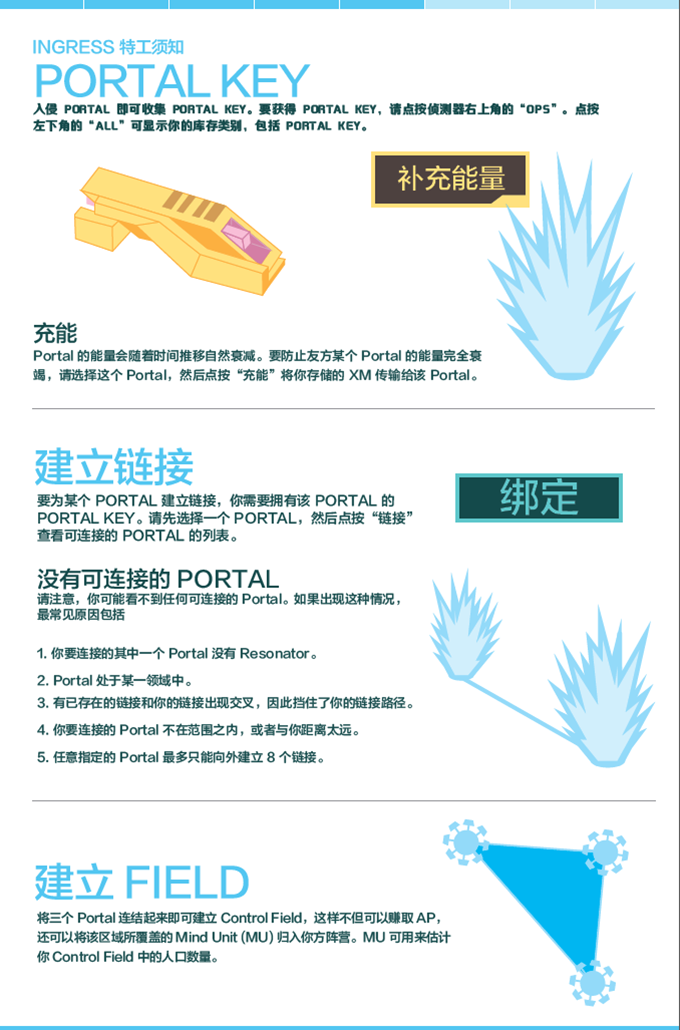 INGRESS 特工须知
PORTAL KEY
入侵 PORTAL 即可收集 PORTAL KEY。要获得 PORTAL KEY，请点按侦测器右上角的“OPS”。点按
左下角的“ALL”可显示你的库存类别，包括 PORTAL KEY。
补充能量
充能
Portal 的能量会随着时间推移自然衰减。要防止友方某个 Portal 的能量完全衰
竭，请选择这个 Portal，然后点按“充能”将你存储的 XM 传输给该 Portal。
建立链接
要为某个 PORTAL 建立链接，你需要拥有该 PORTAL 的
PORTAL KEY。请先选择一个 PORTAL，然后点按“链接”
查看可连接的 PORTAL 的列表。
绑定
没有可连接的 PORTAL
请注意，你可能看不到任何可连接的 Portal。如果出现这种情况，
最常见原因包括
1. 你要连接的其中一个 Portal 没有 Resonator。
2. Portal 处于某一领域中。
3. 有已存在的链接和你的链接出现交叉，因此挡住了你的链接路径。
4. 你要连接的 Portal 不在范围之内，或者与你距离太远。
5. 任意指定的 Portal 最多只能向外建立 8 个链接。
建立 FIELD
将三个 Portal 连结起来即可建立 Control Field，这样不但可以赚取 AP，
还可以将该区域所覆盖的 Mind Unit (MU) 归入你方阵营。MU 可用来估计
你 Control Field 中的人口数量。